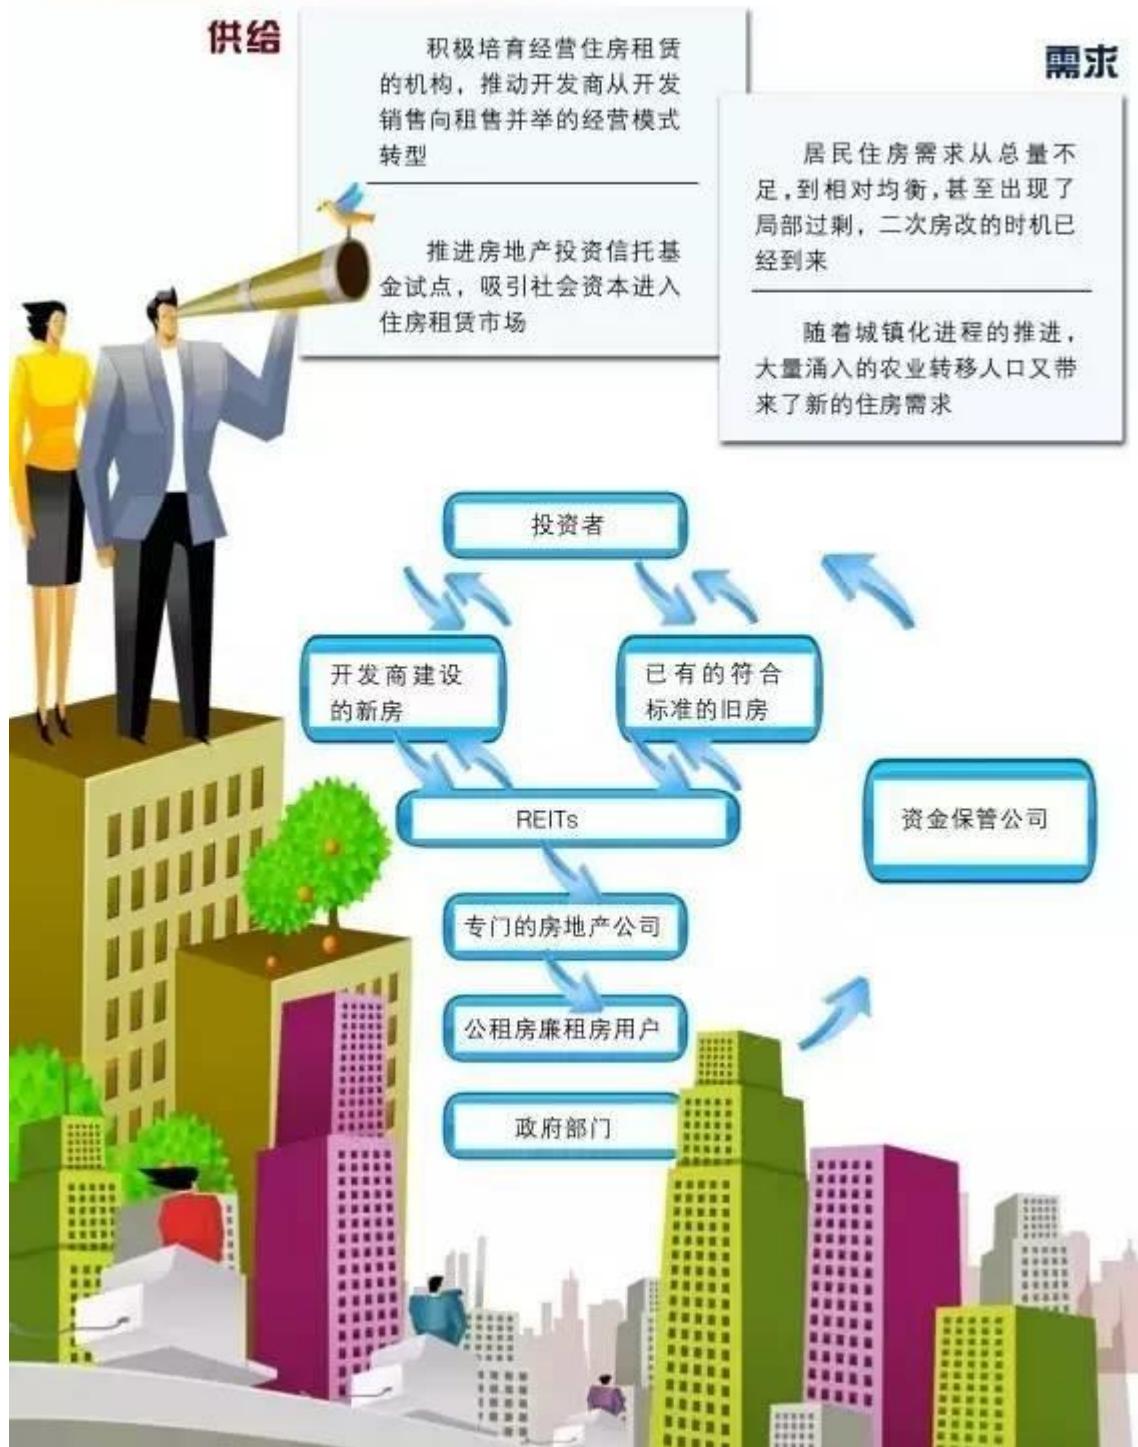 供给
积极培育经营住房租赁
的机构，推动开发商从开发
销售向租售并举的经营模式
转型
推进房地产投资信托基
金试点，吸引社会资本进入
住房租赁市场
需求
居民住房需求从总量不
足,到相对均衡,甚至出现了
局部过剩，二次房改的时机已
经到来
随着城镇化进程的推进，
大量涌入的农业转移人口又带
来了新的住房需求
投资者
开发商建设
的新房
已有的符合
标准的旧房
REITs
资金保管公司
专门的房地产公司
公租房廉租房用户
政府部门